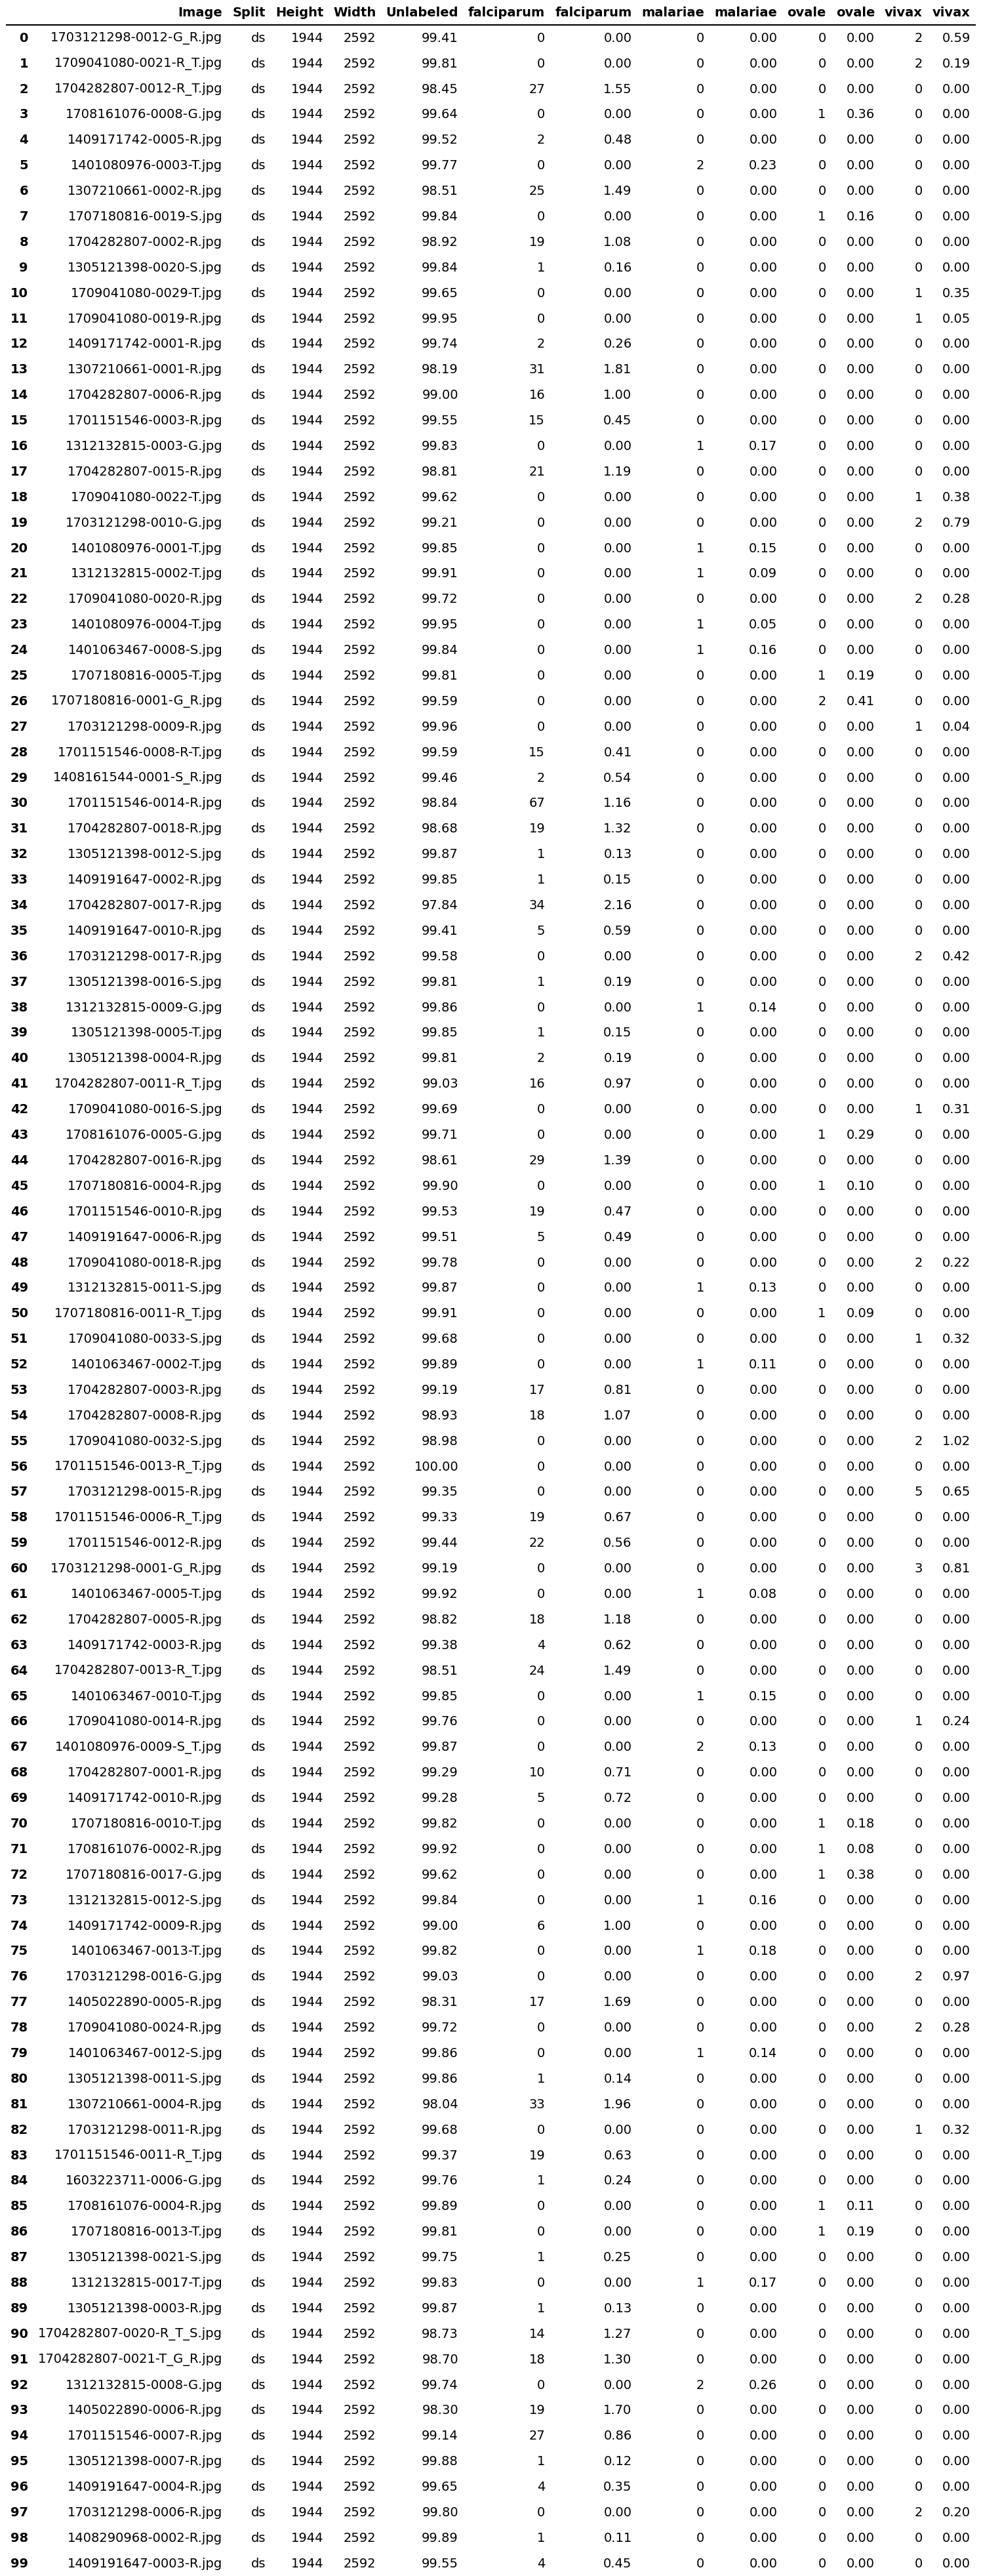 Image Split Height Width Unlabeled falciparum falciparum malariae malariae ovale ovale vivax vivax
0 1703121298-0012-G_R.jpg ds 1944 2592 99.41 0 0.00 0 0.00 0 0.00 2 0.59
1 1709041080-0021-R_T.jpg ds 1944 2592 99.81 0 0.00 0 0.00 0 0.00 2 0.19
2 1704282807-0012-R_T.jpg ds 1944 2592 98.45 27 1.55 0 0.00 0 0.00 0 0.00
3 1708161076-0008-G.jpg ds 1944 2592 99.64 0 0.00 0 0.00 1 0.36 0 0.00
4 1409171742-0005-R.jpg ds 1944 2592 99.52 2 0.48 0 0.00 0 0.00 0 0.00
5 1401080976-0003-T.jpg ds 1944 2592 99.77 0 0.00 2 0.23 0 0.00 0 0.00
6 1307210661-0002-R.jpg ds 1944 2592 98.51 25 1.49 0 0.00 0 0.00 0 0.00
7 1707180816-0019-S.jpg ds 1944 2592 99.84 0 0.00 0 0.00 1 0.16 0 0.00
8 1704282807-0002-R.jpg ds 1944 2592 98.92 19 1.08 0 0.00 0 0.00 0 0.00
9 1305121398-0020-S.jpg ds 1944 2592 99.84 1 0.16 0 0.00 0 0.00 0 0.00
10 1709041080-0029-T.jpg ds 1944 2592 99.65 0 0.00 0 0.00 0 0.00 1 0.35
11 1709041080-0019-R.jpg ds 1944 2592 99.95 0 0.00 0 0.00 0 0.00 1 0.05
12 1409171742-0001-R.jpg ds 1944 2592 99.74 2 0.26 0 0.00 0 0.00 0 0.00
13 1307210661-0001-R.jpg ds 1944 2592 98.19 31 1.81 0 0.00 0 0.00 0 0.00
14 1704282807-0006-R.jpg ds 1944 2592 99.00 16 1.00 0 0.00 0 0.00 0 0.00
15 1701151546-0003-R.jpg ds 1944 2592 99.55 15 0.45 0 0.00 0 0.00 0 0.00
16 1312132815-0003-G.jpg ds 1944 2592 99.83 0 0.00 1 0.17 0 0.00 0 0.00
17 1704282807-0015-R.jpg ds 1944 2592 98.81 21 1.19 0 0.00 0 0.00 0 0.00
18 1709041080-0022-T.jpg ds 1944 2592 99.62 0 0.00 0 0.00 0 0.00 1 0.38
19 1703121298-0010-G.jpg ds 1944 2592 99.21 0 0.00 0 0.00 0 0.00 2 0.79
20 1401080976-0001-T.jpg ds 1944 2592 99.85 0 0.00 1 0.15 0 0.00 0 0.00
21 1312132815-0002-T.jpg ds 1944 2592 99.91 0 0.00 1 0.09 0 0.00 0 0.00
22 1709041080-0020-R.jpg ds 1944 2592 99.72 0 0.00 0 0.00 0 0.00 2 0.28
23 1401080976-0004-T.jpg ds 1944 2592 99.95 0 0.00 1 0.05 0 0.00 0 0.00
24 1401063467-0008-S.jpg ds 1944 2592 99.84 0 0.00 1 0.16 0 0.00 0 0.00
25 1707180816-0005-T.jpg ds 1944 2592 99.81 0 0.00 0 0.00 1 0.19 0 0.00
26 1707180816-0001-G_R.jpg ds 1944 2592 99.59 0 0.00 0 0.00 2 0.41 0 0.00
27 1703121298-0009-R.jpg ds 1944 2592 99.96 0 0.00 0 0.00 0 0.00 1 0.04
28 1701151546-0008-R-T.jpg ds 1944 2592 99.59 15 0.41 0 0.00 0 0.00 0 0.00
29 1408161544-0001-S_R.jpg ds 1944 2592 99.46 2 0.54 0 0.00 0 0.00 0 0.00
30 1701151546-0014-R.jpg ds 1944 2592 98.84 67 1.16 0 0.00 0 0.00 0 0.00
31 1704282807-0018-R.jpg ds 1944 2592 98.68 19 1.32 0 0.00 0 0.00 0 0.00
32 1305121398-0012-S.jpg ds 1944 2592 99.87 1 0.13 0 0.00 0 0.00 0 0.00
33 1409191647-0002-R.jpg ds 1944 2592 99.85 1 0.15 0 0.00 0 0.00 0 0.00
34 1704282807-0017-R.jpg ds 1944 2592 97.84 34 2.16 0 0.00 0 0.00 0 0.00
35 1409191647-0010-R.jpg ds 1944 2592 99.41 5 0.59 0 0.00 0 0.00 0 0.00
36 1703121298-0017-R.jpg ds 1944 2592 99.58 0 0.00 0 0.00 0 0.00 2 0.42
37 1305121398-0016-S.jpg ds 1944 2592 99.81 1 0.19 0 0.00 0 0.00 0 0.00
38 1312132815-0009-G.jpg ds 1944 2592 99.86 0 0.00 1 0.14 0 0.00 0 0.00
39 1305121398-0005-T.jpg ds 1944 2592 99.85 1 0.15 0 0.00 0 0.00 0 0.00
40 1305121398-0004-R.jpg ds 1944 2592 99.81 2 0.19 0 0.00 0 0.00 0 0.00
41 1704282807-0011-R_T.jpg ds 1944 2592 99.03 16 0.97 0 0.00 0 0.00 0 0.00
42 1709041080-0016-S.jpg ds 1944 2592 99.69 0 0.00 0 0.00 0 0.00 1 0.31
43 1708161076-0005-G.jpg ds 1944 2592 99.71 0 0.00 0 0.00 1 0.29 0 0.00
44 1704282807-0016-R.jpg ds 1944 2592 98.61 29 1.39 0 0.00 0 0.00 0 0.00
45 1707180816-0004-R.jpg ds 1944 2592 99.90 0 0.00 0 0.00 1 0.10 0 0.00
46 1701151546-0010-R.jpg ds 1944 2592 99.53 19 0.47 0 0.00 0 0.00 0 0.00
47 1409191647-0006-R.jpg ds 1944 2592 99.51 5 0.49 0 0.00 0 0.00 0 0.00
48 1709041080-0018-R.jpg ds 1944 2592 99.78 0 0.00 0 0.00 0 0.00 2 0.22
49 1312132815-0011-S.jpg ds 1944 2592 99.87 0 0.00 1 0.13 0 0.00 0 0.00
50 1707180816-0011-R_T.jpg ds 1944 2592 99.91 0 0.00 0 0.00 1 0.09 0 0.00
51 1709041080-0033-S.jpg ds 1944 2592 99.68 0 0.00 0 0.00 0 0.00 1 0.32
52 1401063467-0002-T.jpg ds 1944 2592 99.89 0 0.00 1 0.11 0 0.00 0 0.00
53 1704282807-0003-R.jpg ds 1944 2592 99.19 17 0.81 0 0.00 0 0.00 0 0.00
54 1704282807-0008-R.jpg ds 1944 2592 98.93 18 1.07 0 0.00 0 0.00 0 0.00
55 1709041080-0032-S.jpg ds 1944 2592 98.98 0 0.00 0 0.00 0 0.00 2 1.02
56 1701151546-0013-R_T.jpg ds 1944 2592 100.00 0 0.00 0 0.00 0 0.00 0 0.00
57 1703121298-0015-R.jpg ds 1944 2592 99.35 0 0.00 0 0.00 0 0.00 5 0.65
58 1701151546-0006-R_T.jpg ds 1944 2592 99.33 19 0.67 0 0.00 0 0.00 0 0.00
59 1701151546-0012-R.jpg ds 1944 2592 99.44 22 0.56 0 0.00 0 0.00 0 0.00
60 1703121298-0001-G_R.jpg ds 1944 2592 99.19 0 0.00 0 0.00 0 0.00 3 0.81
61 1401063467-0005-T.jpg ds 1944 2592 99.92 0 0.00 1 0.08 0 0.00 0 0.00
62 1704282807-0005-R.jpg ds 1944 2592 98.82 18 1.18 0 0.00 0 0.00 0 0.00
63 1409171742-0003-R.jpg ds 1944 2592 99.38 4 0.62 0 0.00 0 0.00 0 0.00
64 1704282807-0013-R_T.jpg ds 1944 2592 98.51 24 1.49 0 0.00 0 0.00 0 0.00
65 1401063467-0010-T.jpg ds 1944 2592 99.85 0 0.00 1 0.15 0 0.00 0 0.00
66 1709041080-0014-R.jpg ds 1944 2592 99.76 0 0.00 0 0.00 0 0.00 1 0.24
67 1401080976-0009-S_T.jpg ds 1944 2592 99.87 0 0.00 2 0.13 0 0.00 0 0.00
68 1704282807-0001-R.jpg ds 1944 2592 99.29 10 0.71 0 0.00 0 0.00 0 0.00
69 1409171742-0010-R.jpg ds 1944 2592 99.28 5 0.72 0 0.00 0 0.00 0 0.00
70 1707180816-0010-T.jpg ds 1944 2592 99.82 0 0.00 0 0.00 1 0.18 0 0.00
71 1708161076-0002-R.jpg ds 1944 2592 99.92 0 0.00 0 0.00 1 0.08 0 0.00
72 1707180816-0017-G.jpg ds 1944 2592 99.62 0 0.00 0 0.00 1 0.38 0 0.00
73 1312132815-0012-S.jpg ds 1944 2592 99.84 0 0.00 1 0.16 0 0.00 0 0.00
74 1409171742-0009-R.jpg ds 1944 2592 99.00 6 1.00 0 0.00 0 0.00 0 0.00
75 1401063467-0013-T.jpg ds 1944 2592 99.82 0 0.00 1 0.18 0 0.00 0 0.00
76 1703121298-0016-G.jpg ds 1944 2592 99.03 0 0.00 0 0.00 0 0.00 2 0.97
77 1405022890-0005-R.jpg ds 1944 2592 98.31 17 1.69 0 0.00 0 0.00 0 0.00
78 1709041080-0024-R.jpg ds 1944 2592 99.72 0 0.00 0 0.00 0 0.00 2 0.28
79 1401063467-0012-S.jpg ds 1944 2592 99.86 0 0.00 1 0.14 0 0.00 0 0.00
80 1305121398-0011-S.jpg ds 1944 2592 99.86 1 0.14 0 0.00 0 0.00 0 0.00
81 1307210661-0004-R.jpg ds 1944 2592 98.04 33 1.96 0 0.00 0 0.00 0 0.00
82 1703121298-0011-R.jpg ds 1944 2592 99.68 0 0.00 0 0.00 0 0.00 1 0.32
83 1701151546-0011-R_T.jpg ds 1944 2592 99.37 19 0.63 0 0.00 0 0.00 0 0.00
84 1603223711-0006-G.jpg ds 1944 2592 99.76 1 0.24 0 0.00 0 0.00 0 0.00
85 1708161076-0004-R.jpg ds 1944 2592 99.89 0 0.00 0 0.00 1 0.11 0 0.00
86 1707180816-0013-T.jpg ds 1944 2592 99.81 0 0.00 0 0.00 1 0.19 0 0.00
87 1305121398-0021-S.jpg ds 1944 2592 99.75 1 0.25 0 0.00 0 0.00 0 0.00
88 1312132815-0017-T.jpg ds 1944 2592 99.83 0 0.00 1 0.17 0 0.00 0 0.00
89 1305121398-0003-R.jpg ds 1944 2592 99.87 1 0.13 0 0.00 0 0.00 0 0.00
90 1704282807-0020-R_T_S.jpg ds 1944 2592 98.73 14 1.27 0 0.00 0 0.00 0 0.00
91 1704282807-0021-T_G_R.jpg ds 1944 2592 98.70 18 1.30 0 0.00 0 0.00 0 0.00
92 1312132815-0008-G.jpg ds 1944 2592 99.74 0 0.00 2 0.26 0 0.00 0 0.00
93 1405022890-0006-R.jpg ds 1944 2592 98.30 19 1.70 0 0.00 0 0.00 0 0.00
94 1701151546-0007-R.jpg ds 1944 2592 99.14 27 0.86 0 0.00 0 0.00 0 0.00
95 1305121398-0007-R.jpg ds 1944 2592 99.88 1 0.12 0 0.00 0 0.00 0 0.00
96 1409191647-0004-R.jpg ds 1944 2592 99.65 4 0.35 0 0.00 0 0.00 0 0.00
97 1703121298-0006-R.jpg ds 1944 2592 99.80 0 0.00 0 0.00 0 0.00 2 0.20
98 1408290968-0002-R.jpg ds 1944 2592 99.89 1 0.11 0 0.00 0 0.00 0 0.00
99 1409191647-0003-R.jpg ds 1944 2592 99.55 4 0.45 0 0.00 0 0.00 0 0.00